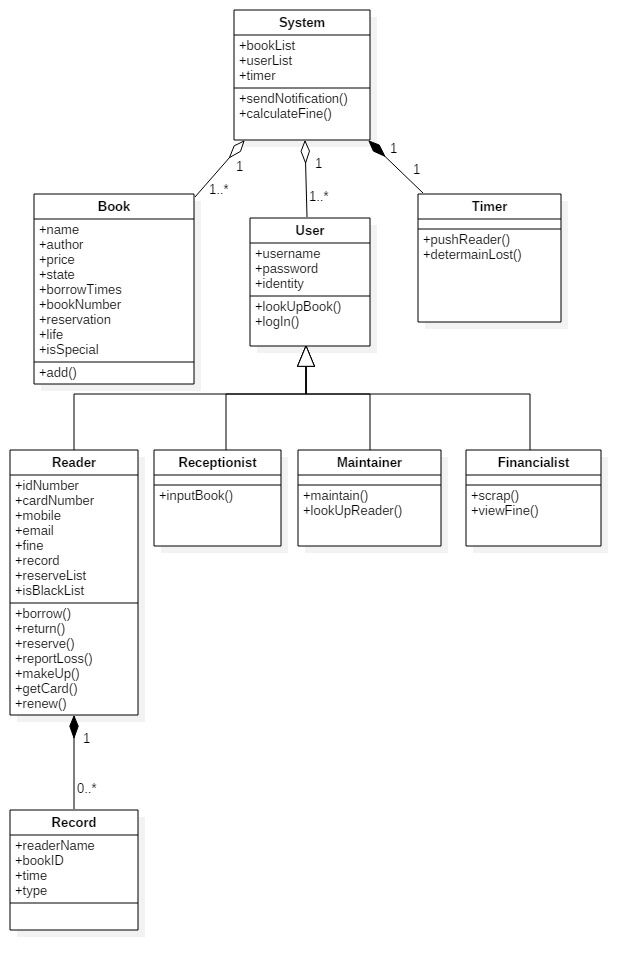 System
+bookList
+userList
+timer
+sendNotification()
+calculateFine()
1
1..*
1
1..*
1
1
Book
+name
+author
+price
+state
+borrowTimes
+bookNumber
+reservation
+life
+isSpecial
+add()
User
+username
+password
+identity
+lookUpBook()
+logIn()
Timer
+pushReader()
+determainLost()
Reader
+idNumber
+cardNumber
+mobile
+email
+fine
+record
+reserveList
+isBlackList
+borrow()
+return()
+reserve()
+reportLoss()
+makeUp()
+getCard()
+renew()
Receptionist
+inputBook()
Maintainer
+maintain()
+lookUpReader()
Financialist
+scrap()
+viewFine()
1
0..*
Record
+readerName
+bookID
+time
+type